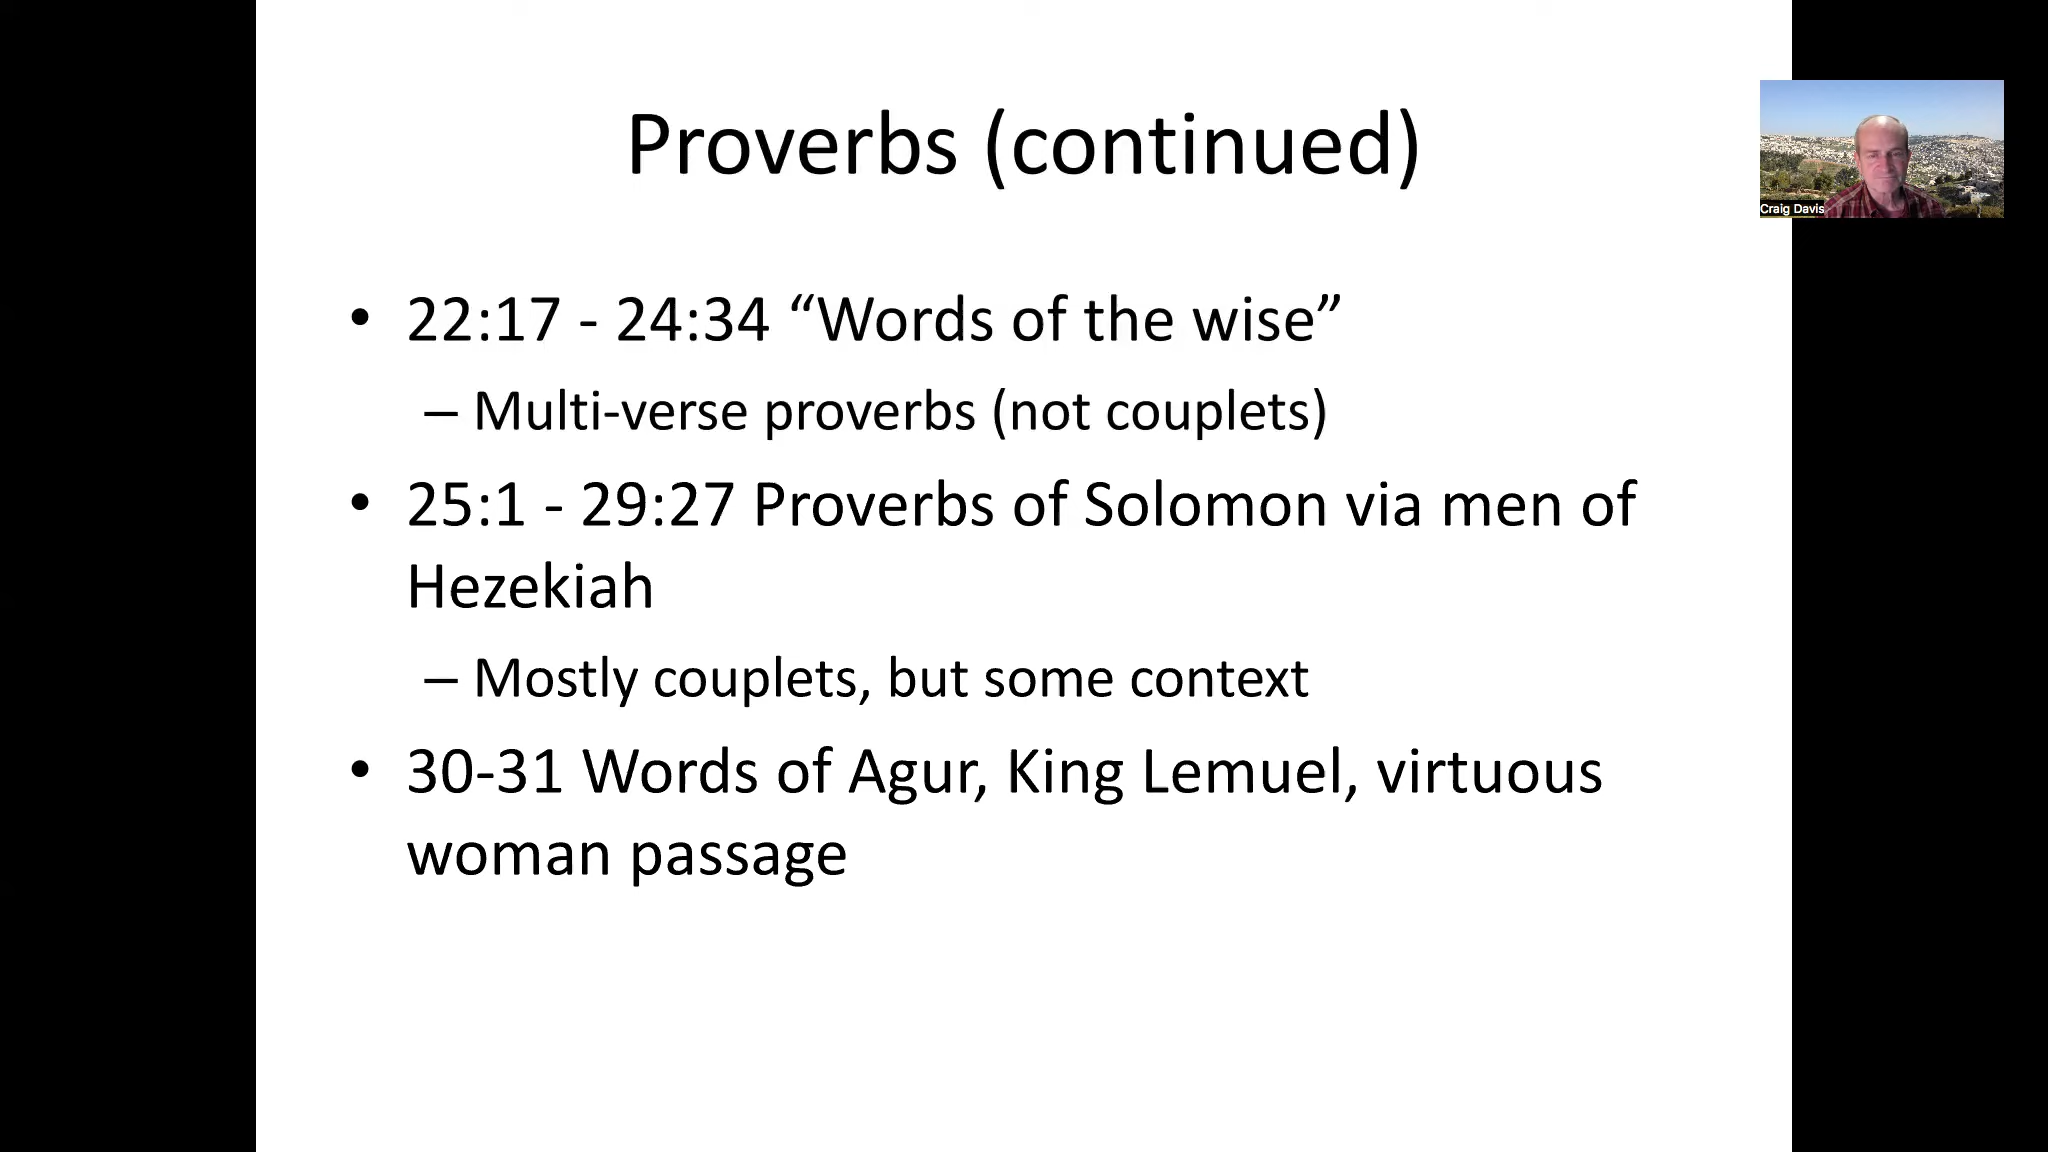 Proverbs (continued)
Craig Davis
• 22:17 - 24:34 “Words of the wise”
– Multi-verse proverbs (not couplets)
• 25:1 - 29:27 Proverbs of Solomon via men of
Hezekiah
– Mostly couplets, but some context
• 30-31 Words of Agur, King Lemuel, virtuous
woman passage